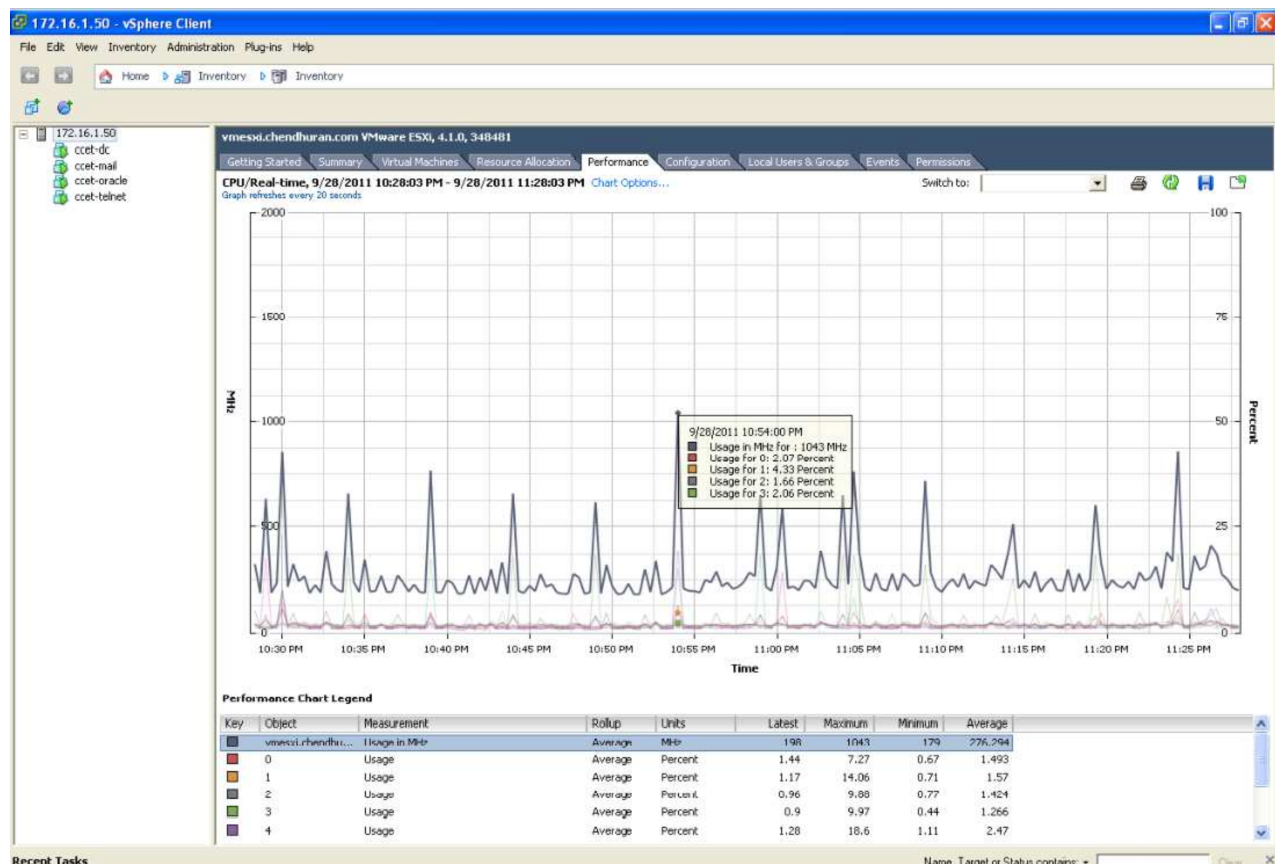 172.16.1.50 - vSphere Client
File Edit View Inventory Administration Plug-ins Help
Home Inventory Inventory
172.16.1.50
ccet-dc
ccet-mail
ccet-oracle
ccet-telnet
vmesxi.chendhuran.com VMware ESXi, 4.1.0, 348481
Getting Started Summary Virtual Machines Resource Allocation Performance Configuration Local Users & Groups Events Permissions
CPU/Real-time, 9/28/2011 10:28:03 PM - 9/28/2011 11:28:03 PM Chart Options... Switch to:
Graph refreshes every 20 seconds
2000 100
1500 75
MHz
1000 50
Percent
9/28/2011 10:54:00 PM
Usage in MHz for : 1043 MHz
Usage for 0: 2.07 Percent
Usage for 1: 4.33 Percent
Usage for 2: 1.66 Percent
Usage for 3: 2.06 Percent
500 25
0 0
10:30 PM 10:35 PM 10:40 PM 10:45 PM 10:50 PM 10:55 PM 11:00 PM 11:05 PM 11:10 PM 11:15 PM 11:20 PM 11:25 PM
Time
Performance Chart Legend
Key Object Measurement Rollup Units Latest Maximum Minimum Average
vmesxi.chendhu... Usage in MHz Average MHz 198 1043 179 276.294
0 Usage Average Percent 1.44 7.27 0.67 1.493
1 Usage Average Percent 1.17 14.06 0.71 1.57
2 Usage Average Percent 0.96 9.88 0.77 1.424
3 Usage Average Percent 0.9 9.97 0.44 1.266
4 Usage Average Percent 1.28 18.6 1.11 2.47
Recent Tasks Name, Target or Status contains: Clear